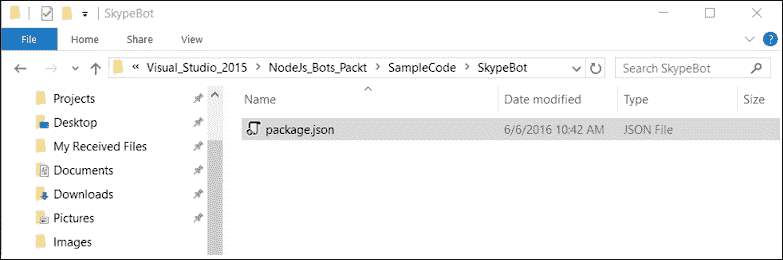 SkypeBot
File Home Share View
« Visual_Studio_2015 > NodeJs_Bots_Packt > SampleCode > SkypeBot Search SkypeBot
Projects Name Date modified Type Size
Desktop package.json 6/6/2016 10:42 AM JSON File
My Received Files
Documents
Downloads
Pictures
Images